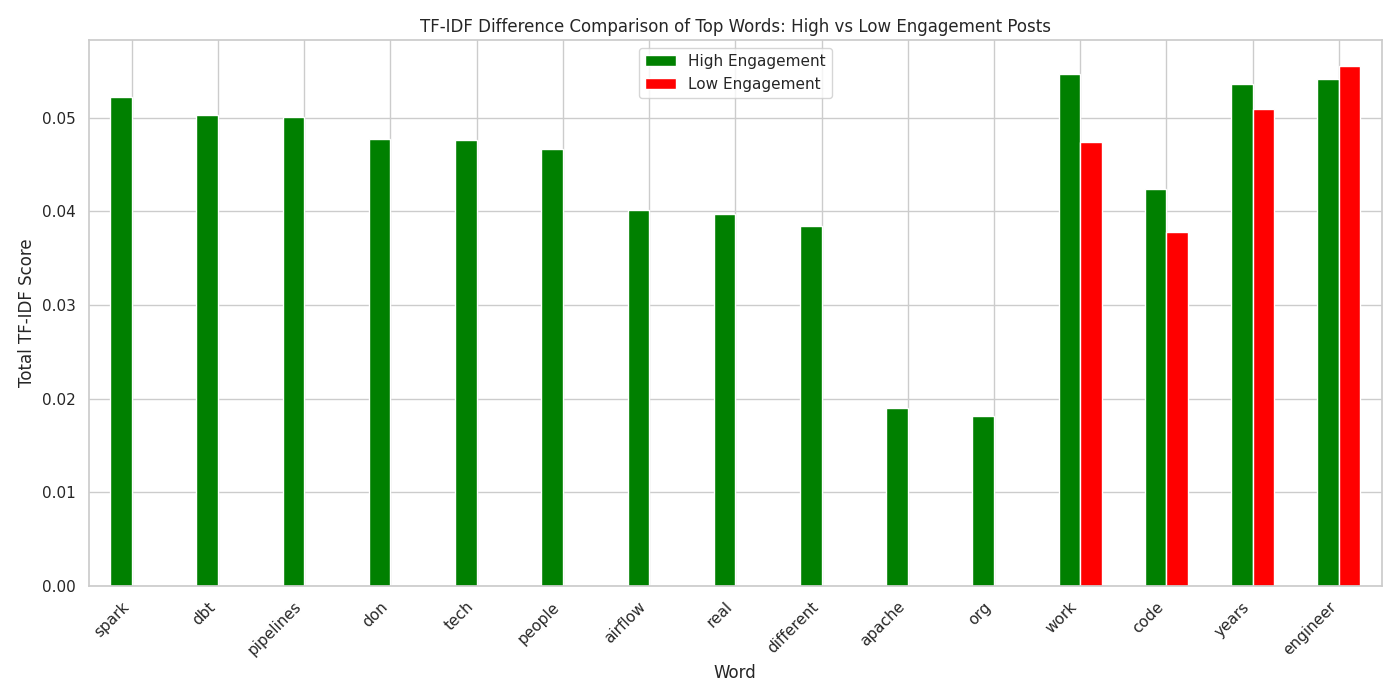 TF-IDF Difference Comparison of Top Words: High vs Low Engagement Posts
High Engagement
Low Engagement
Total TF-IDF Score
0.05
0.04
0.03
0.02
0.01
0.00
spark
dbt
pipelines
don
tech
people
airflow
real
different
apache
org
work
code
years
engineer
Word